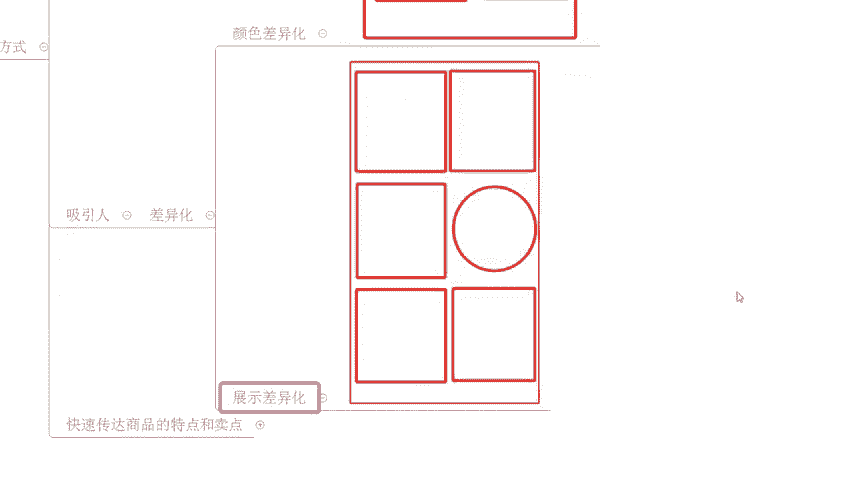 颜色差异化
方式
吸引人
差异化
展示差异化
快速传达商品的特点和卖点